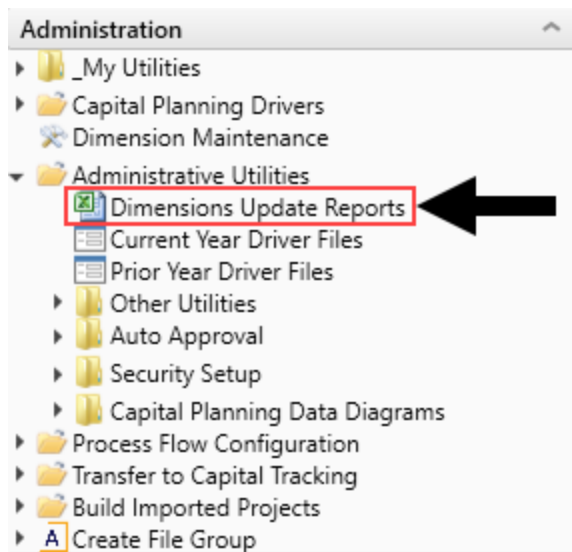 Administration
_My Utilities
Capital Planning Drivers
Dimension Maintenance
Administrative Utilities
Dimensions Update Reports
Current Year Driver Files
Prior Year Driver Files
Other Utilities
Auto Approval
Security Setup
Capital Planning Data Diagrams
Process Flow Configuration
Transfer to Capital Tracking
Build Imported Projects
A Create File Group